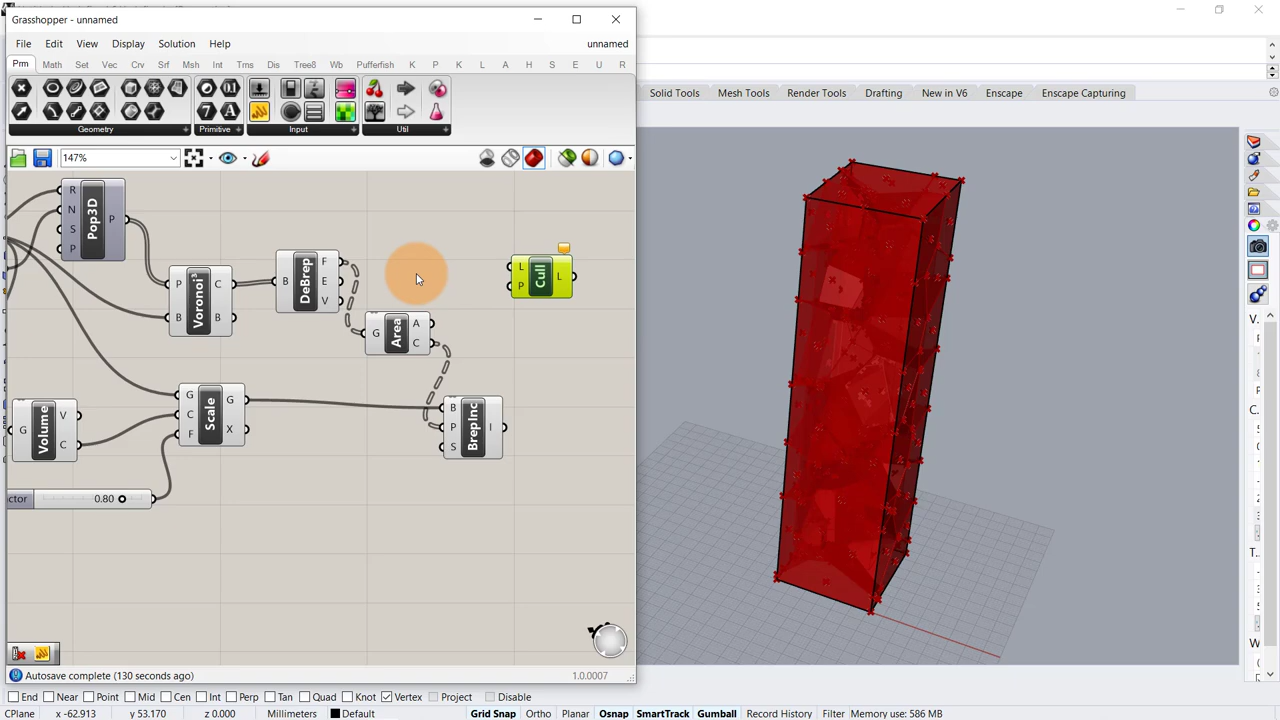 Grasshopper - unnamed
File Edit View Display Solution Help unnamed
Prm Math Set Vec Crv Srf Msh Int Trns Dis Tree8 Wb Pufferfish K P K L A H S E U R
Solid Tools Mesh Tools Render Tools Drafting New in V6 Enscape Enscape Capturing
Geometry Primitive Input Util
147%
R N S P Pop3D P
P B Voronoi³ C B
B DeBrep F E V
L P Cull L
G Area A C
G C F Scale G X
B P S BrepInc I
G Volume V C
ctor 0.80
Autosave complete (130 seconds ago) 1.0.0007
End Near Point Mid Cen Int Perp Tan Quad Knot Vertex Project Disable
CPlane x -62.913 y 53.170 z 0.000 Millimeters Default Grid Snap Ortho Planar Osnap SmartTrack Gumball Record History Filter Memory use: 586 MB
V.
C.
T...
W